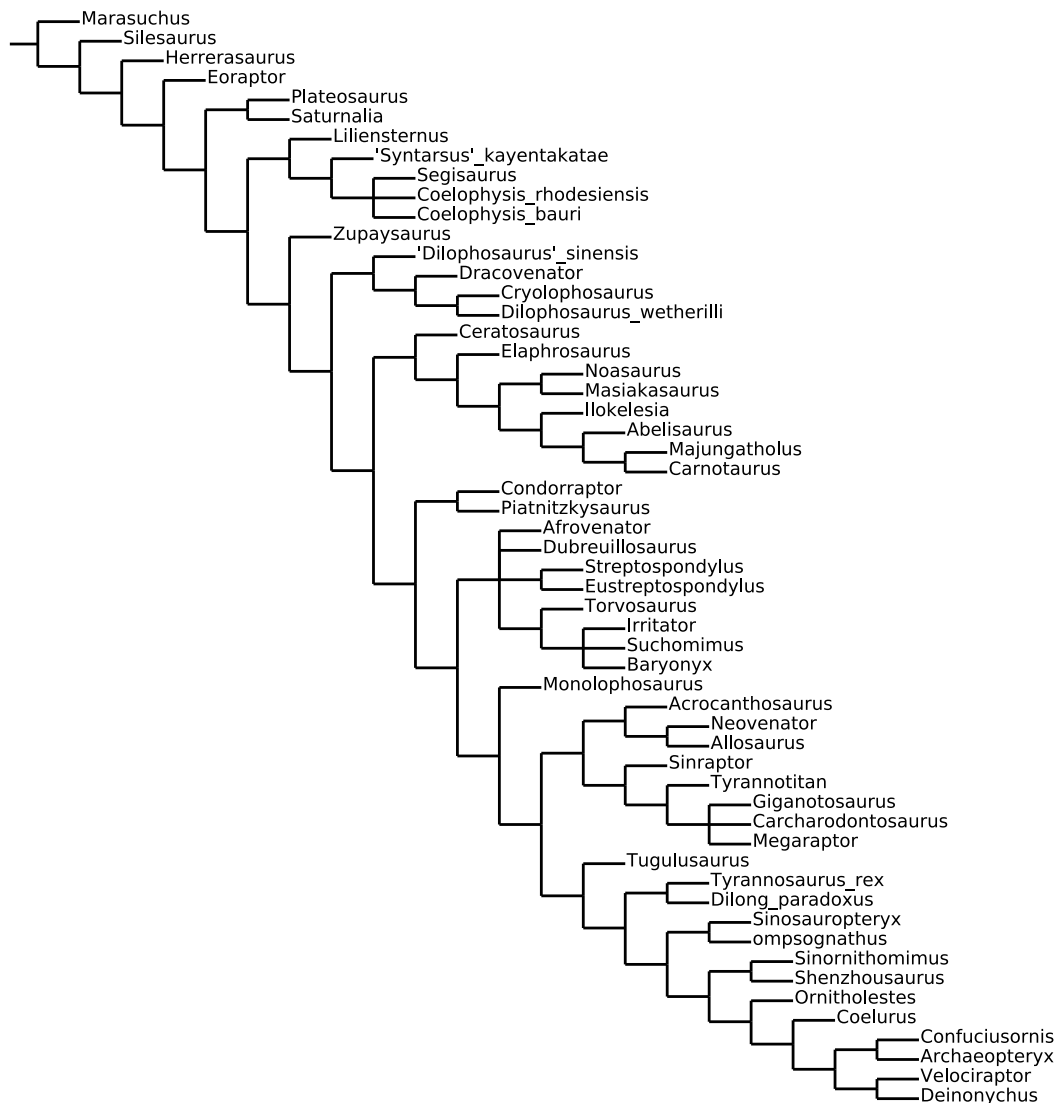 Marasuchus
Silesaurus
Herrerasaurus
Eoraptor
Plateosaurus
Saturnalia
Liliensternus
'Syntarsus'_kayentakatae
Segisaurus
Coelophysis_rhodesiensis
Coelophysis_bauri
Zupaysaurus
'Dilophosaurus'_sinensis
Dracovenator
Cryolophosaurus
Dilophosaurus_wetherilli
Ceratosaurus
Elaphrosaurus
Noasaurus
Masiakasaurus
Ilokelesia
Abelisaurus
Majungatholus
Carnotaurus
Condorraptor
Piatnitzkysaurus
Afrovenator
Dubreuillosaurus
Streptospondylus
Eustreptospondylus
Torvosaurus
Irritator
Suchomimus
Baryonyx
Monolophosaurus
Acrocanthosaurus
Neovenator
Allosaurus
Sinraptor
Tyrannotitan
Giganotosaurus
Carcharodontosaurus
Megaraptor
Tugulusaurus
Tyrannosaurus_rex
Dilong_paradoxus
Sinosauropteryx
ompsognathus
Sinornithomimus
Shenzhousaurus
Ornitholestes
Coelurus
Confuciusornis
Archaeopteryx
Velociraptor
Deinonychus